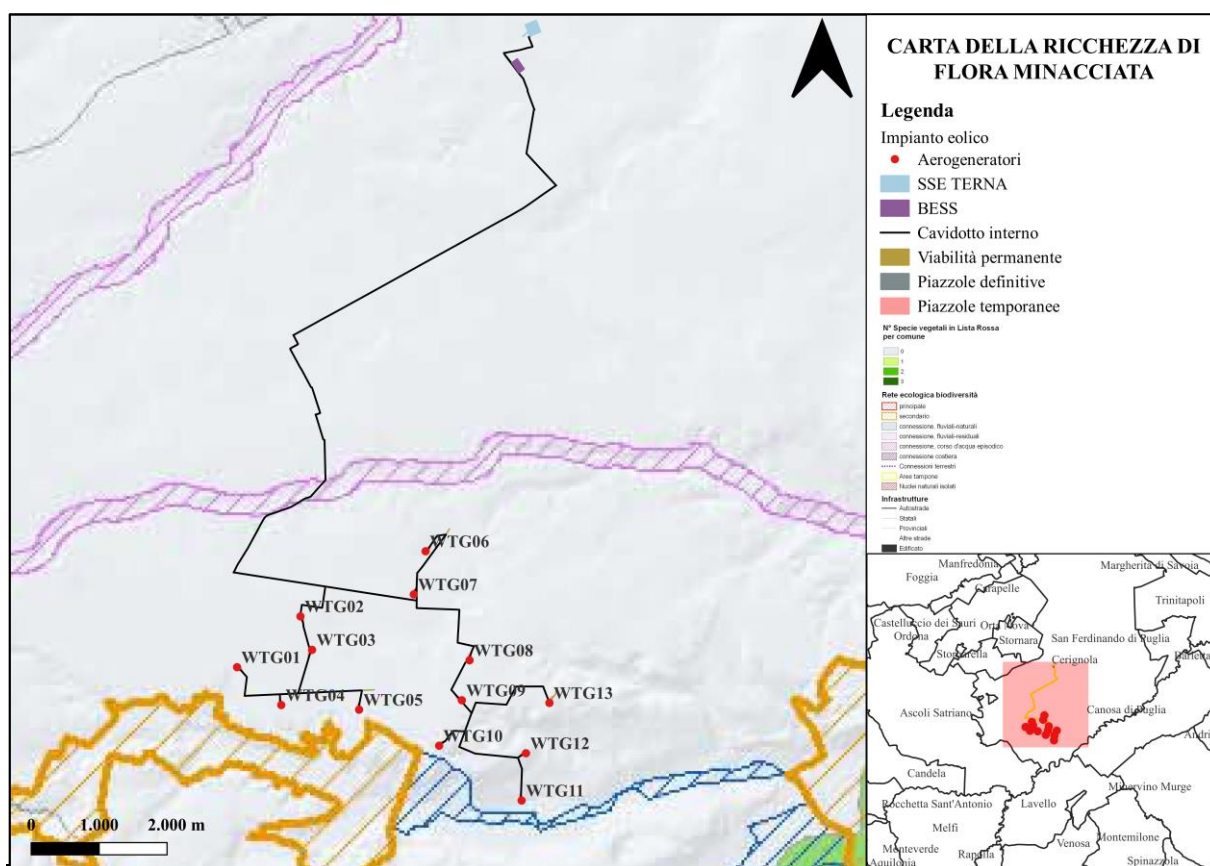 CARTA DELLA RICCHEZZA DI
FLORA MINACCIATA
Legenda
Impianto eolico
Aerogeneratori
SSE TERNA
BESS
Cavidotto interno
Viabilità permanente
Piazzole definitive
Piazzole temporanee
N° Specie vegetali in Lista Rossa
per comune
0
1
2
3
Rete ecologica biodiversità
principale
secondario
connessione, fluviali-naturali
connessione, fluviali-residuali
connessione, corso d'acqua episodico
connessione costiera
Connessioni terrestri
Aree tampone
Nuclei naturali isolati
Infrastrutture
Autostrade
Statali
Provinciali
Altre strade
Edificato
WTG06
WTG07
WTG02
WTG03
WTG01
WTG08
WTG04
WTG05
WTG09
WTG13
WTG10
WTG12
WTG11
0 1.000 2.000 m
Manfredonia
Margherita di Savoia
Foggia
Carapelle
Trinitapoli
Castelluccio dei Sauri
Orta Nova
Ordona
Stornara
San Ferdinando di Puglia
Stornarella
Barletta
Cerignola
Ascoli Satriano
Canosa di Puglia
Andri
Candela
Minervino Murge
Rocchetta Sant'Antonio
Lavello
Melfi
Montemilone
Monteverde
Rapolla
Venosa
Aquilonia
Spinazzola